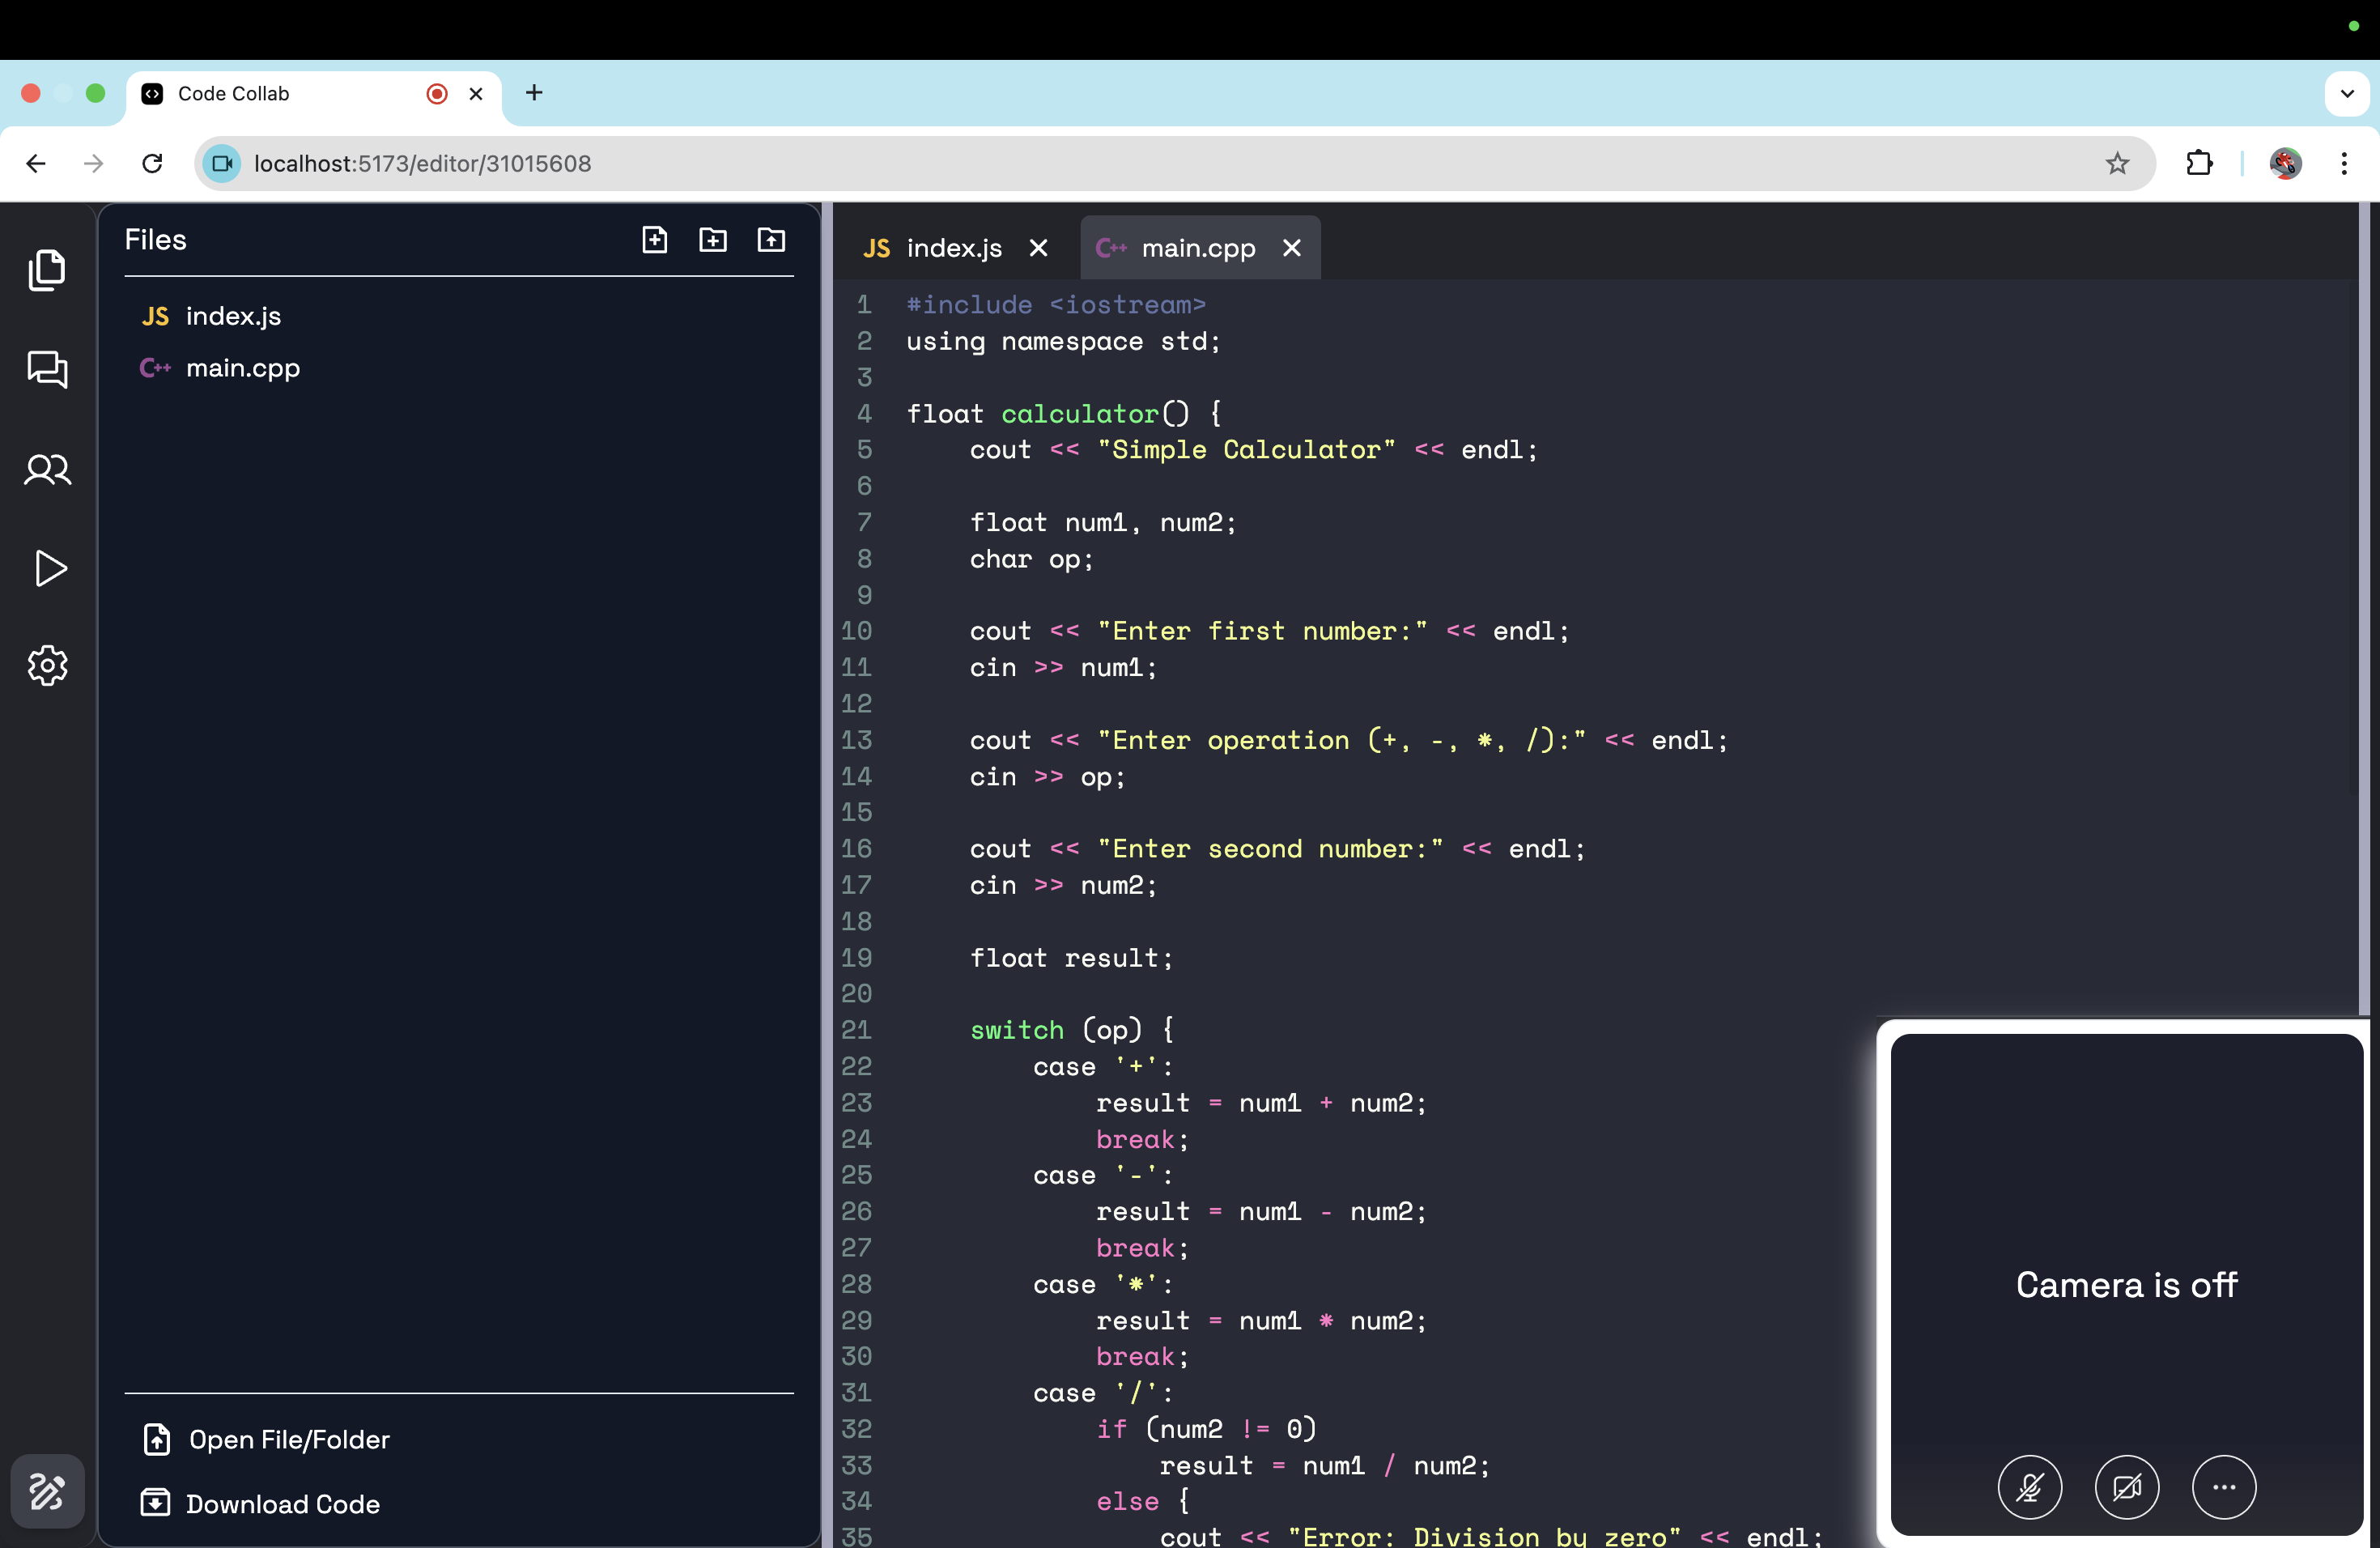 Code Collab
localhost:5173/editor/31015608
Files
JS index.js
C++ main.cpp
Open File/Folder
Download Code
JS index.js
C++ main.cpp
1 #include <iostream>
2 using namespace std;
3
4 float calculator() {
5 cout << "Simple Calculator" << endl;
6
7 float num1, num2;
8 char op;
9
10 cout << "Enter first number:" << endl;
11 cin >> num1;
12
13 cout << "Enter operation (+, -, *, /):" << endl;
14 cin >> op;
15
16 cout << "Enter second number:" << endl;
17 cin >> num2;
18
19 float result;
20
21 switch (op) {
22 case '+':
23 result = num1 + num2;
24 break;
25 case '-':
26 result = num1 - num2;
27 break;
28 case '*':
29 result = num1 * num2;
30 break;
31 case '/':
32 if (num2 != 0)
33 result = num1 / num2;
34 else {
35 cout << "Error: Division by zero" << endl;
Camera is off